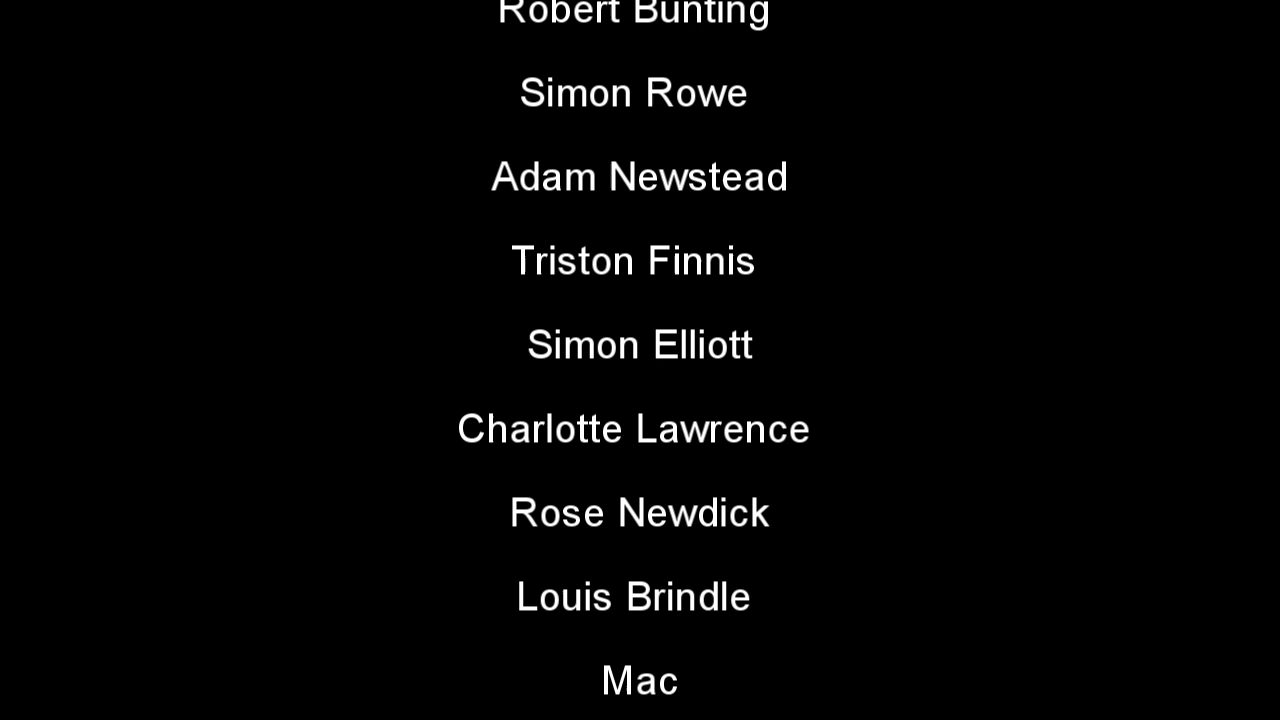 Robert Bunting
Simon Rowe
Adam Newstead
Triston Finnis
Simon Elliott
Charlotte Lawrence
Rose Newdick
Louis Brindle
Mac